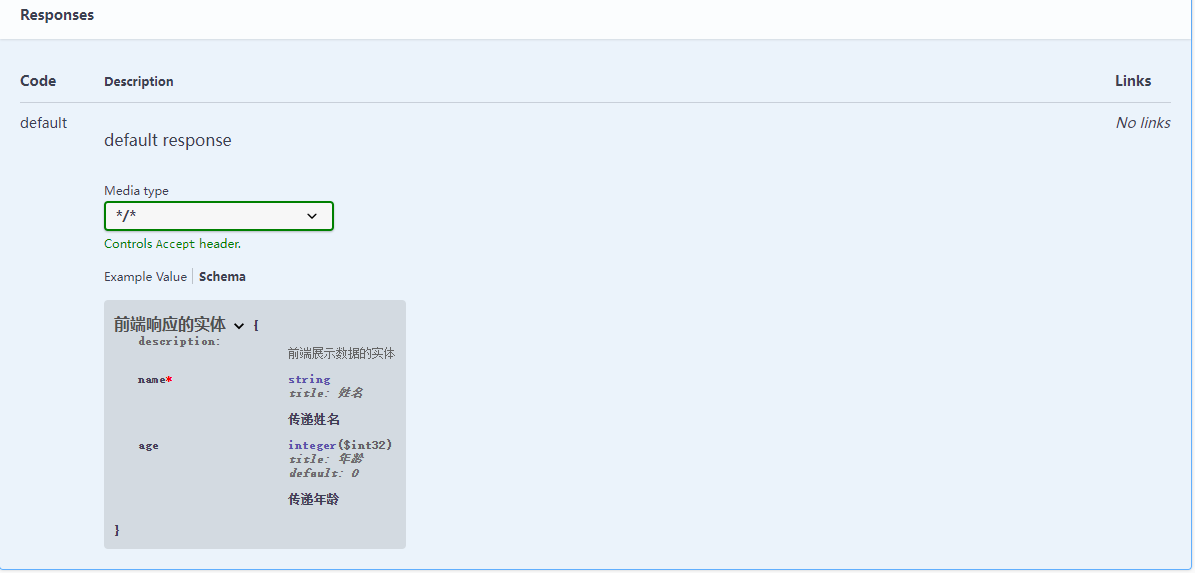 Responses
Code Description Links
default No links
default response
Media type
*/*
Controls Accept header.
Example Value Schema
前端响应的实体 {
description:
前端展示数据的实体
name* string
title: 姓名
传递姓名
age integer($int32)
title: 年龄
default: 0
传递年龄
}